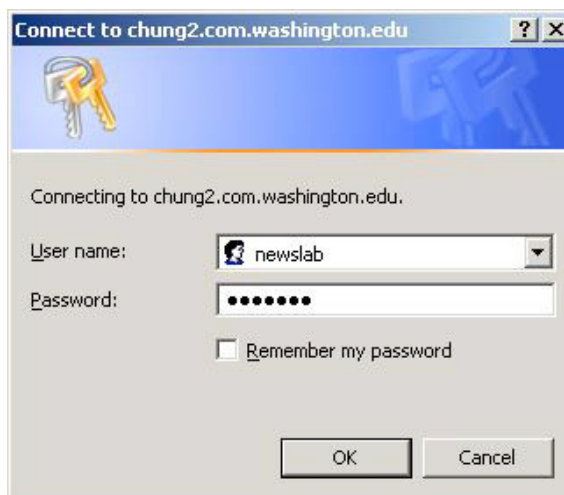 Connect to chung2.com.washington.edu
Connecting to chung2.com.washington.edu.
User name: newslab
Password: •••••••
Remember my password
OK Cancel